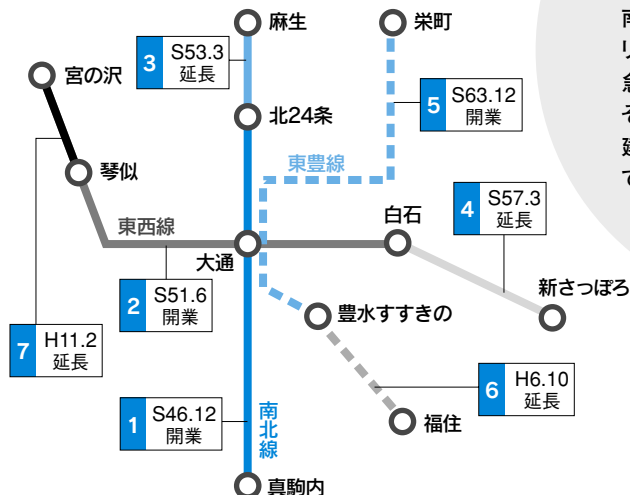 麻生
栄町
3 S53.3
延長
宮の沢
北24条
5 S63.12
開業
琴似
東豊線
東西線
白石
4 S57.3
延長
大通
2 S51.6
開業
新さっぽろ
豊水すすきの
7 H11.2
延長
6 H6.10
延長
1 S46.12
開業
南北線
福住
真駒内
リ
急
そ
て